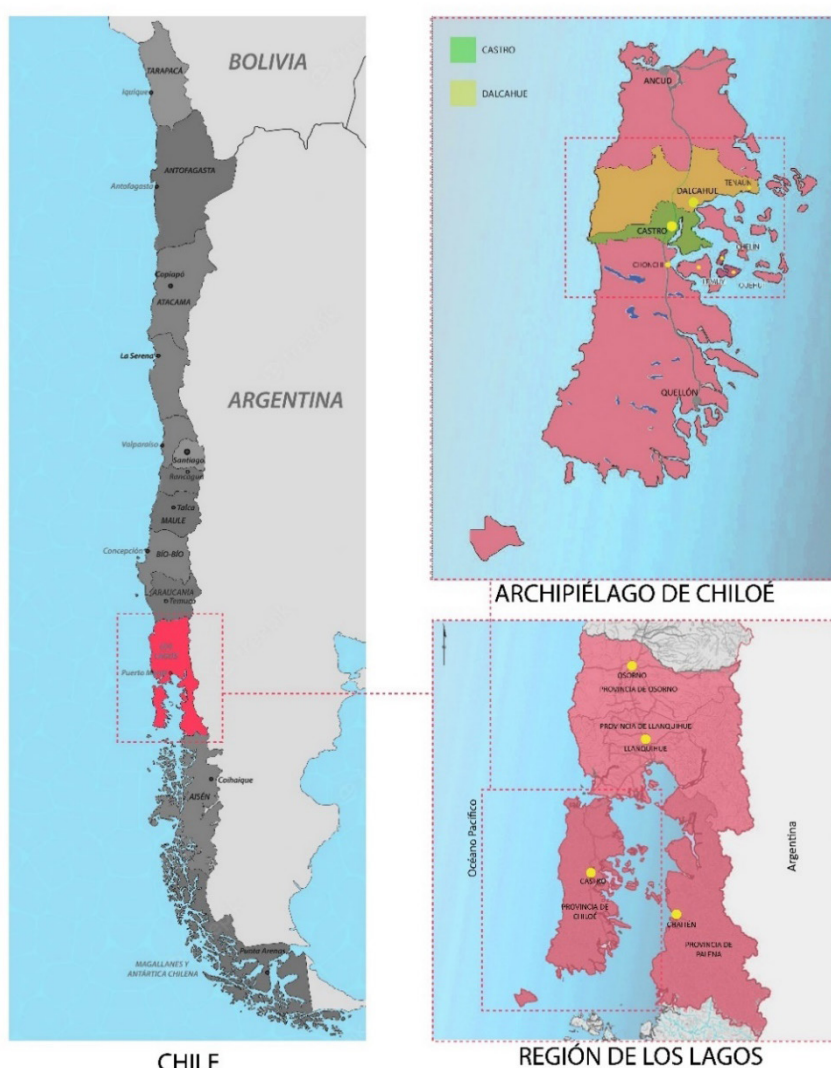 BOLIVIA
TARAPACÁ
Iquique
ANTOFAGASTA
Antofagasta
Copiapó
ATACAMA
La Serena
ARGENTINA
Valparaíso
Santiago
Rancagua
Talca
MAULE
Concepción
BÍO-BÍO
ARAUCANÍA
Temuco
Puerto
Coihaique
AISÉN
Punta Arenas
MAGALLANES Y
ANTÁRTICA CHILENA
CHILE
CASTRO
DALCAHUE
ANCUD
TENAÚN
DALCAHUE
CASTRO
CHELIN
CHONCHI
QUEHU
QUELLÓN
ARCHIPIÉLAGO DE CHILOÉ
OSORNO
PROVINCIA DE OSORNO
PROVINCIA DE LLANQUIHUE
LLANQUIHUE
Océano Pacífico
Argentina
CASTRO
PROVINCIA DE
CHILOÉ
CHAITÉN
PROVINCIA DE
PALENA
REGIÓN DE LOS LAGOS